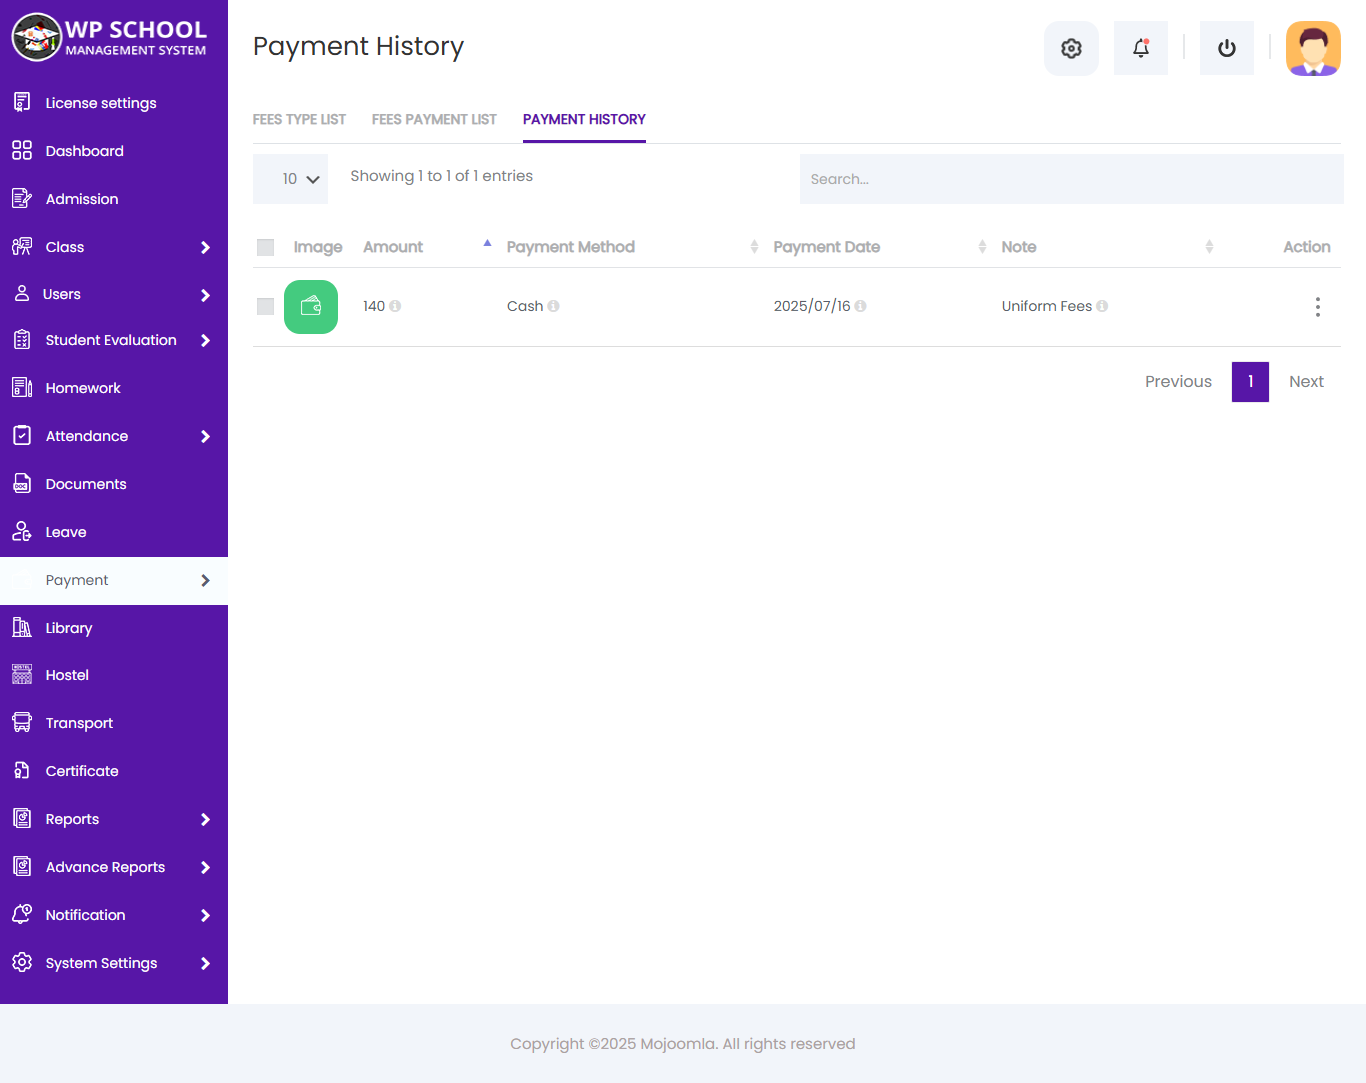 WP SCHOOL
MANAGEMENT SYSTEM
License settings
Dashboard
Admission
Class
Users
Student Evaluation
Homework
Attendance
Documents
Leave
Payment
Library
Hostel
Transport
Certificate
Reports
Advance Reports
Notification
System Settings
Payment History
FEES TYPE LIST FEES PAYMENT LIST PAYMENT HISTORY
10 Showing 1 to 1 of 1 entries Search...
Image Amount Payment Method Payment Date Note Action
140 Cash 2025/07/16 Uniform Fees
Previous 1 Next
Copyright ©2025 Mojoomla. All rights reserved